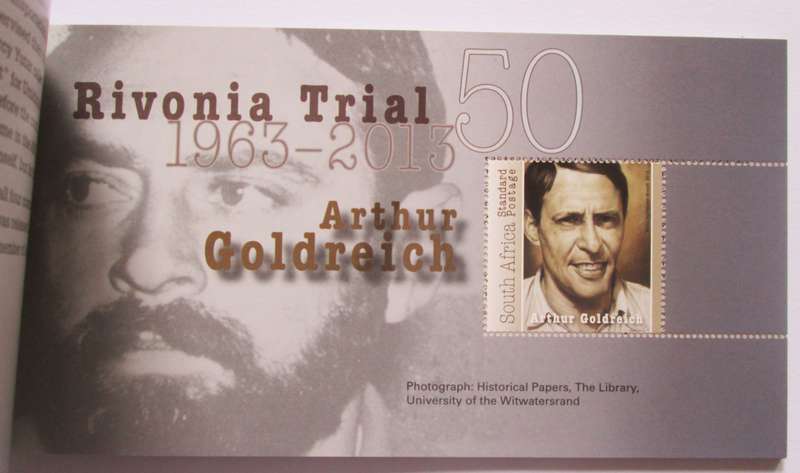 Rivonia Trial 50
1963–2013
Arthur
Goldreich
South Africa
Standard
Postage
Arthur Goldreich
Photograph: Historical Papers, The Library,
University of the Witwatersrand